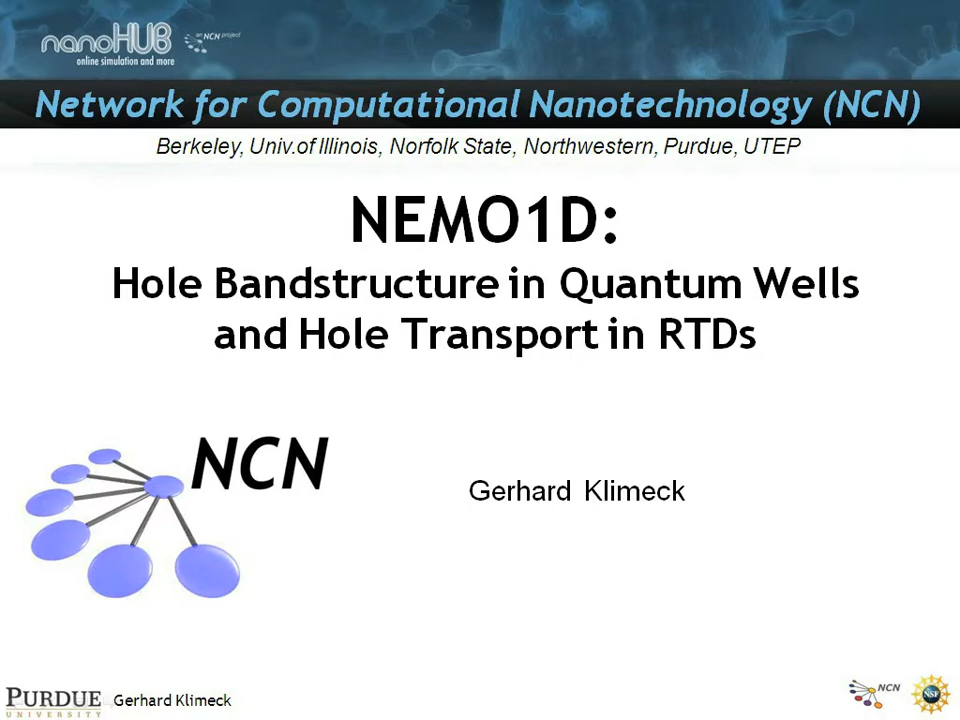 nanoHUB
an NCN project
online simulation and more
Network for Computational Nanotechnology (NCN)
Berkeley, Univ.of Illinois, Norfolk State, Northwestern, Purdue, UTEP
NEMO1D:
Hole Bandstructure in Quantum Wells
and Hole Transport in RTDs
NCN
Gerhard Klimeck
PURDUE
UNIVERSITY
Gerhard Klimeck
NCN
NSF